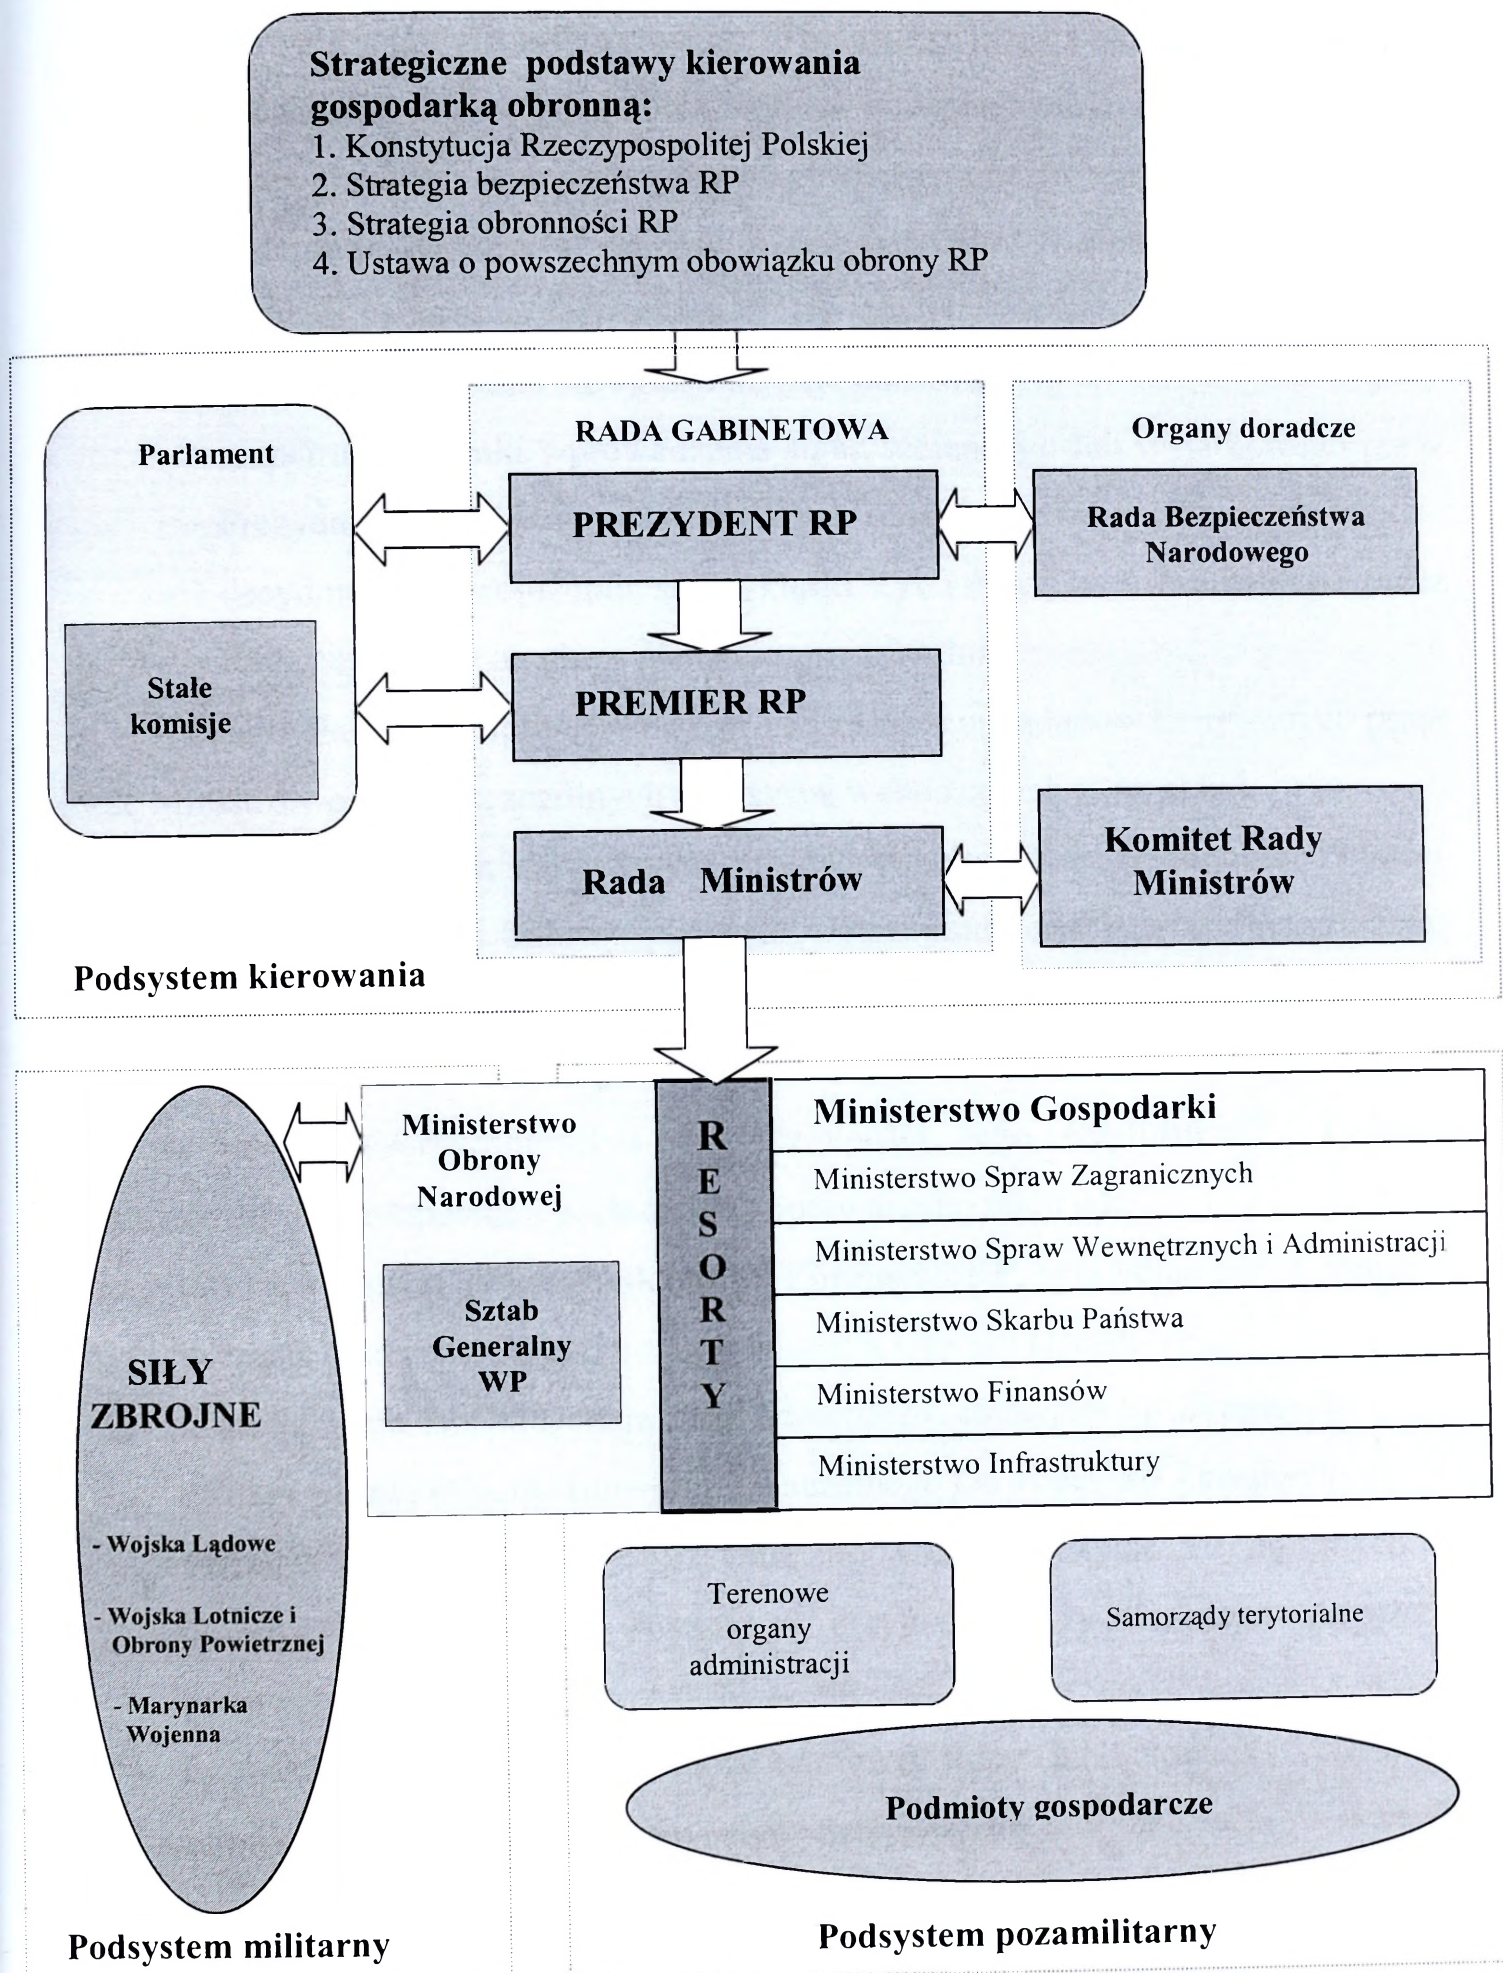 Strategiczne podstawy kierowania
gospodarką obronną:
1. Konstytucja Rzeczypospolitej Polskiej
2. Strategia bezpieczeństwa RP
3. Strategia obronności RP
4. Ustawa o powszechnym obowiązku obrony RP
Parlament
Stałe
komisje
RADA GABINETOWA
PREZYDENT RP
PREMIER RP
Rada Ministrów
Organy doradcze
Rada Bezpieczeństwa
Narodowego
Komitet Rady
Ministrów
Podsystem kierowania
SIŁY
ZBROJNE
- Wojska Lądowe
- Wojska Lotnicze i
Obrony Powietrznej
- Marynarka
Wojenna
Podsystem militarny
Ministerstwo
Obrony
Narodowej
Sztab
Generalny
WP
R
E
S
O
R
T
Y
Ministerstwo Gospodarki
Ministerstwo Spraw Zagranicznych
Ministerstwo Spraw Wewnętrznych i Administracji
Ministerstwo Skarbu Państwa
Ministerstwo Finansów
Ministerstwo Infrastruktury
Terenowe
organy
administracji
Samorządy terytorialne
Podmioty gospodarcze
Podsystem pozamilitarny